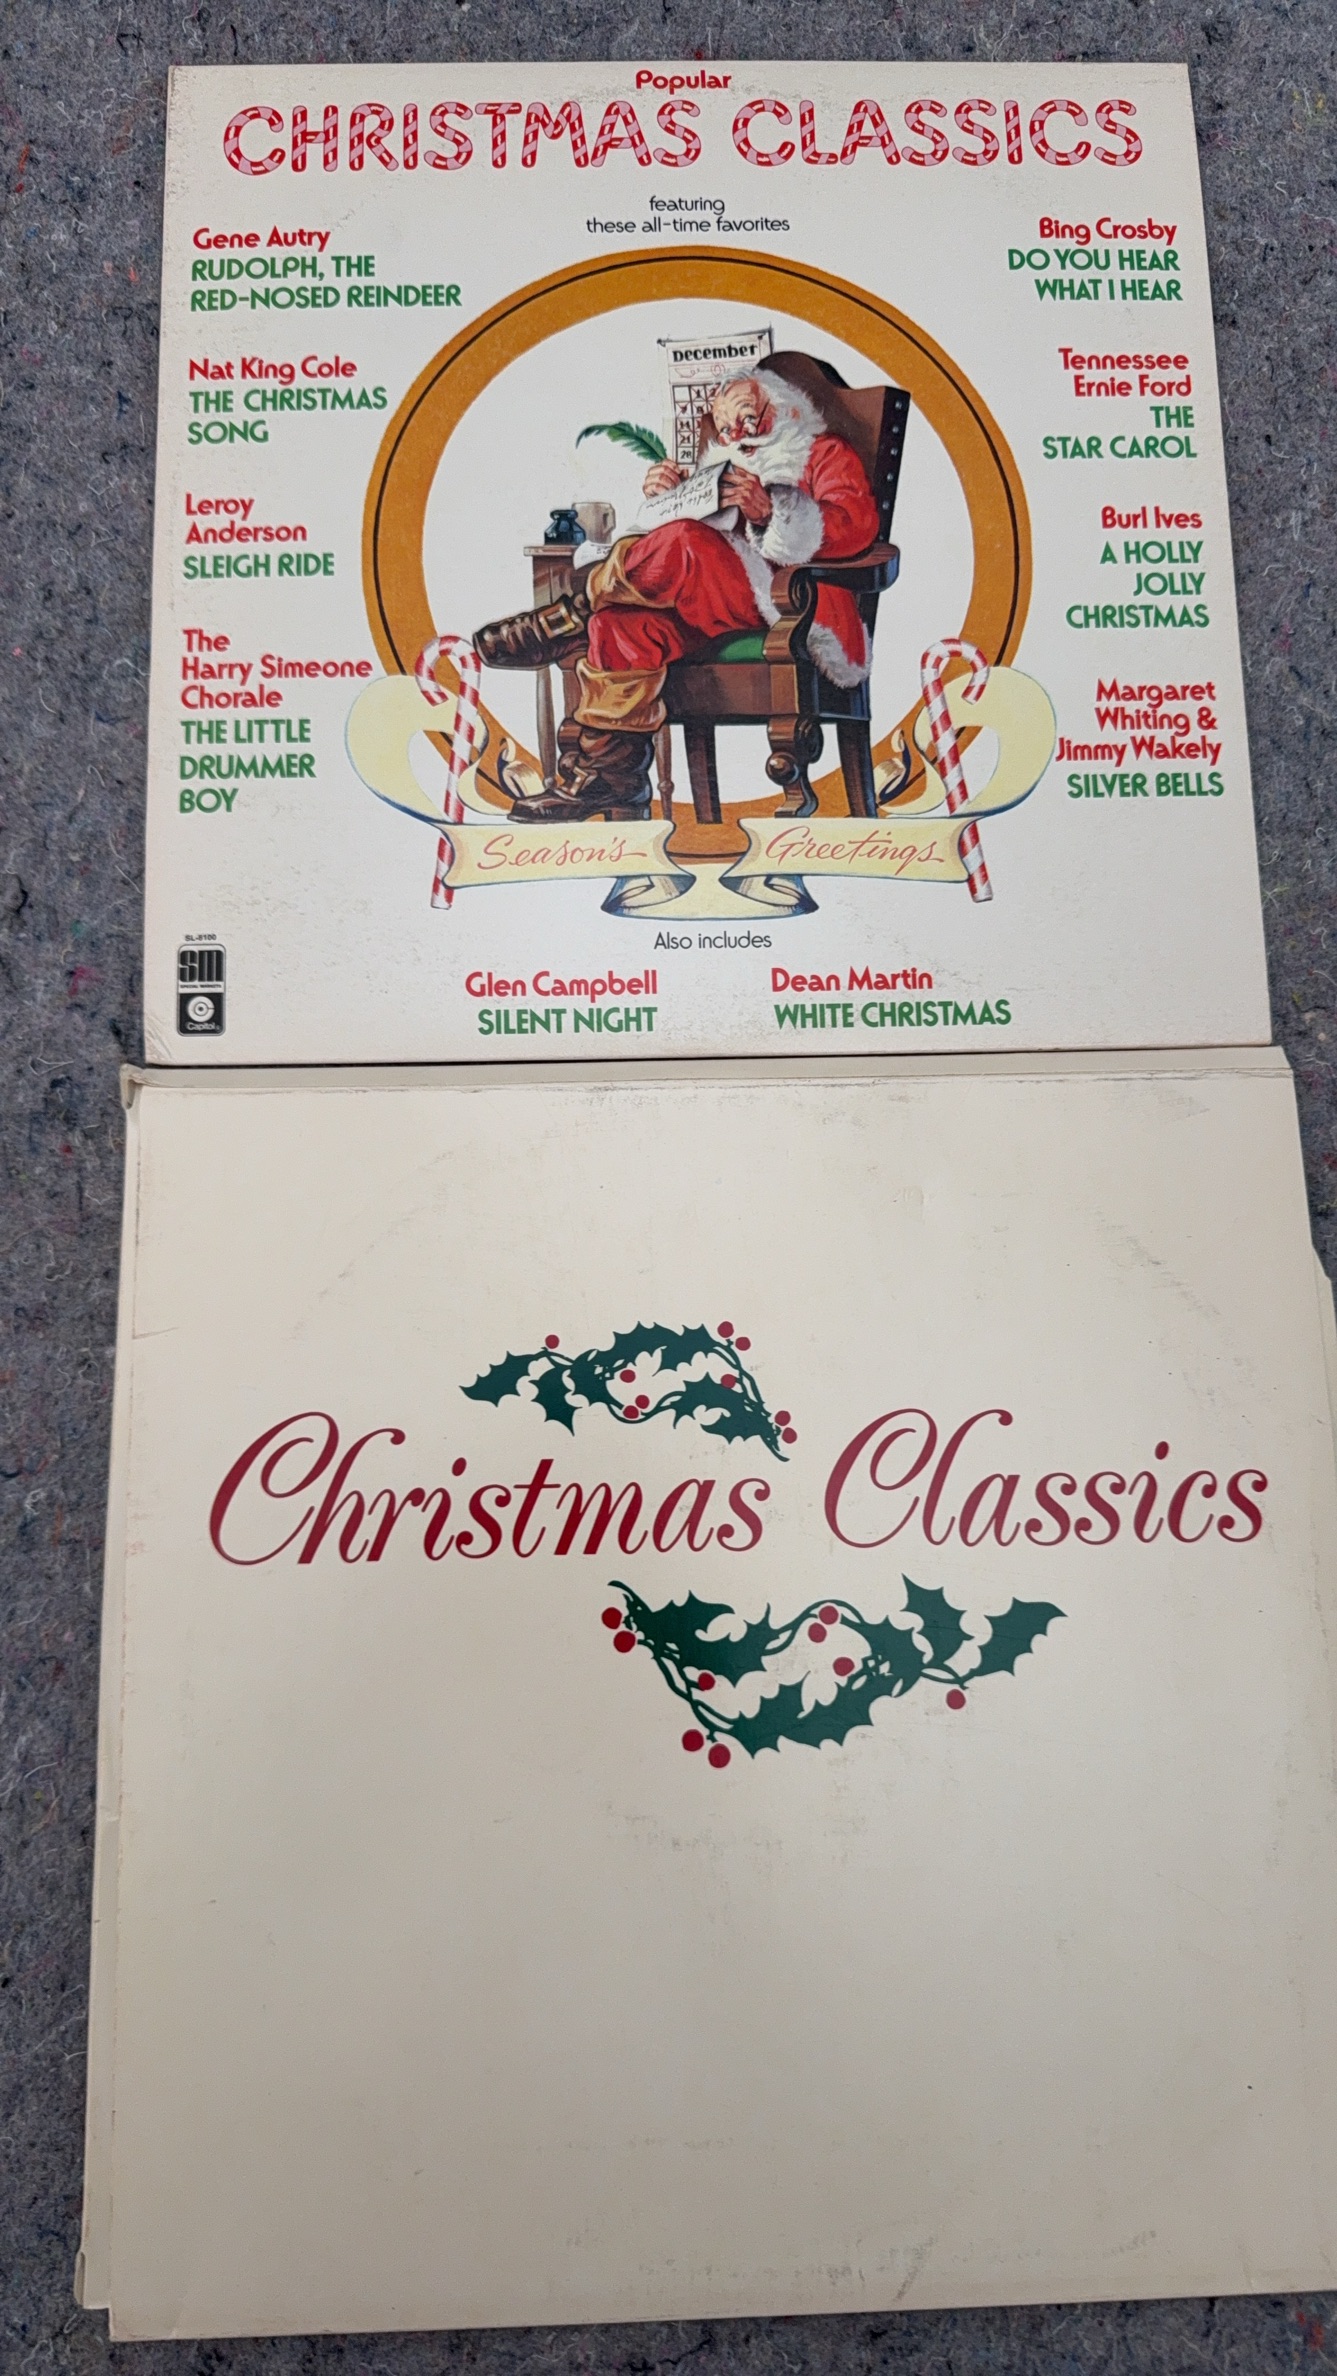 Popular
CHRISTMAS CLASSICS
featuring
these all-time favorites
Gene Autry
RUDOLPH, THE
RED-NOSED REINDEER
Nat King Cole
THE CHRISTMAS
SONG
Leroy
Anderson
SLEIGH RIDE
The
Harry Simeone
Chorale
THE LITTLE
DRUMMER
BOY
Bing Crosby
DO YOU HEAR
WHAT I HEAR
Tennessee
Ernie Ford
THE
STAR CAROL
Burl Ives
A HOLLY
JOLLY
CHRISTMAS
Margaret
Whiting &
Jimmy Wakely
SILVER BELLS
December
Season's Greetings
Also includes
Glen Campbell
SILENT NIGHT
Dean Martin
WHITE CHRISTMAS
SL-8100
SM
SPECIAL MARKETS
Capitol
Christmas Classics